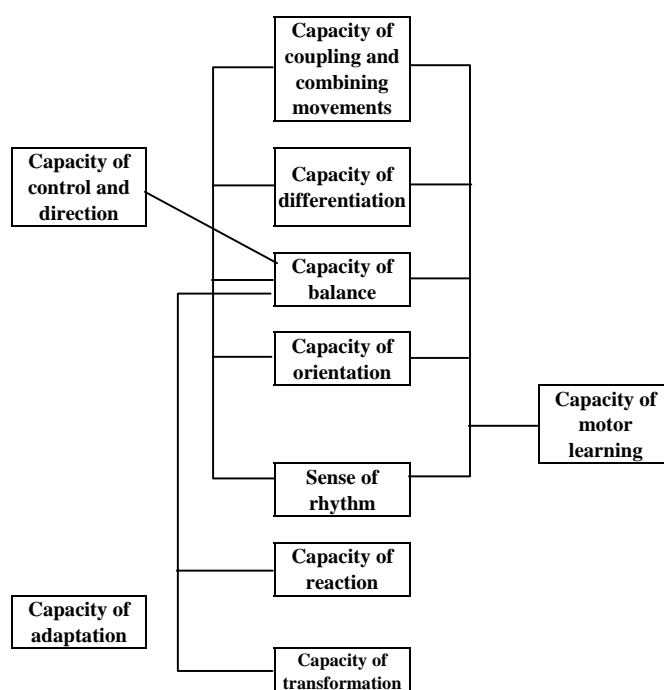 Capacity of
coupling and
combining
movements
Capacity of
control and
direction
Capacity of
differentiation
Capacity of
balance
Capacity of
orientation
Capacity of
motor
learning
Sense of
rhythm
Capacity of
reaction
Capacity of
adaptation
Capacity of
transformation